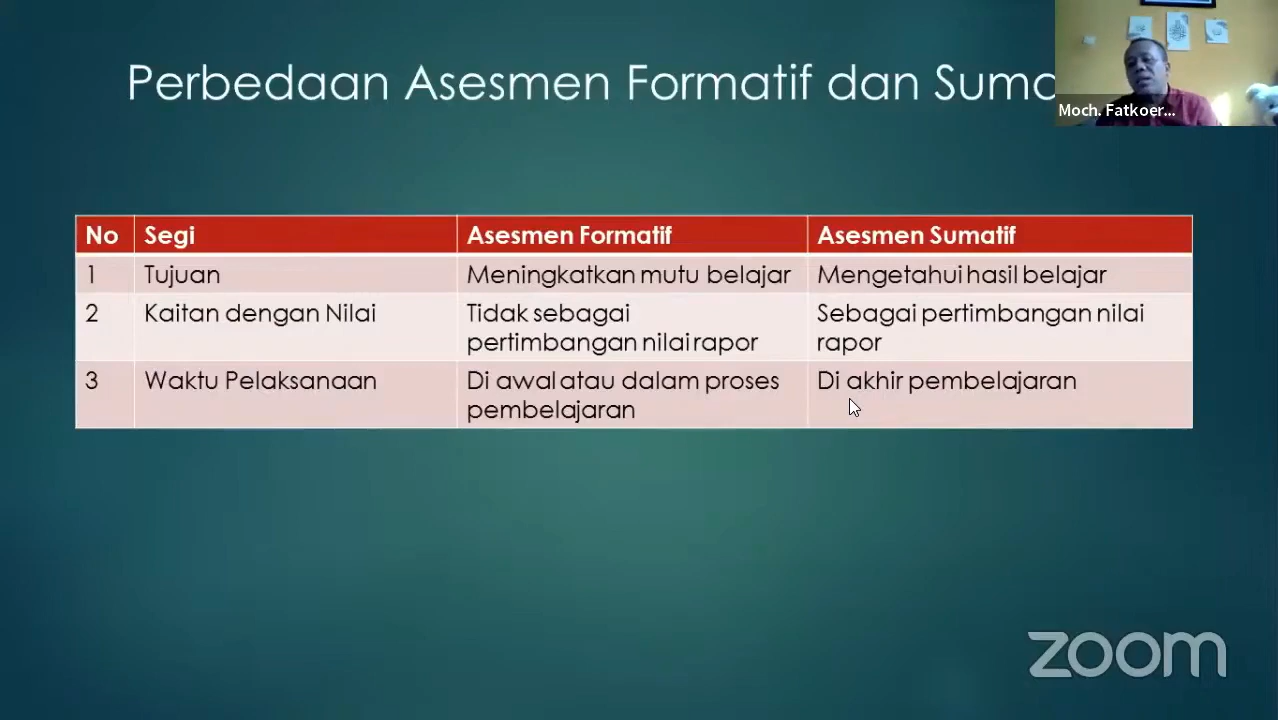 Perbedaan Asesmen Formatif dan
Moch. Fatkoer...
No Segi Asesmen Formatif Asesmen Sumatif
1 Tujuan Meningkatkan mutu belajar Mengetahui hasil belajar
2 Kaitan dengan Nilai Tidak sebagai Sebagai pertimbangan nilai
pertimbangan nilai rapor rapor
3 Waktu Pelaksanaan Di awal atau dalam proses Di akhir pembelajaran
pembelajaran
zoom